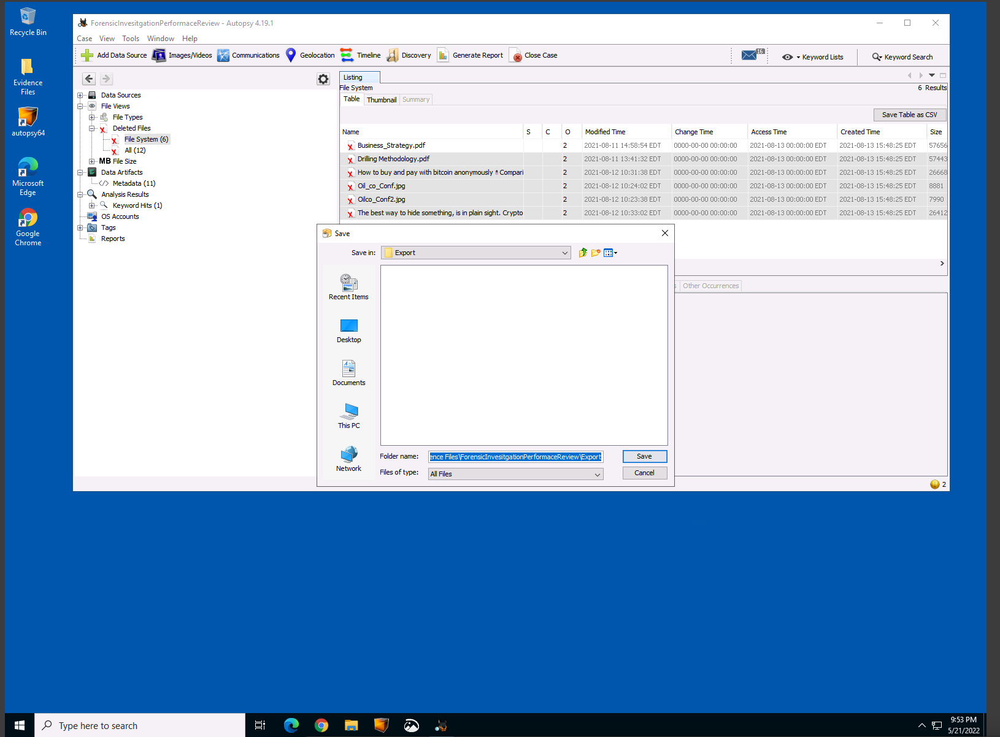 Recycle Bin
Evidence
Files
autopsy64
Microsoft
Edge
Google
Chrome
ForensicInvesitgationPerformaceReview - Autopsy 4.19.1
Case View Tools Window Help
Add Data Source Images/Videos Communications Geolocation Timeline Discovery Generate Report Close Case 16 Keyword Lists Keyword Search
Data Sources
File Views
File Types
Deleted Files
File System (6)
All (12)
MB File Size
Data Artifacts
Metadata (11)
Analysis Results
Keyword Hits (1)
OS Accounts
Tags
Reports
Listing
File System 6 Results
Table Thumbnail Summary
Save Table as CSV
Name S C O Modified Time Change Time Access Time Created Time Size
Business_Strategy.pdf 2 2021-08-11 14:58:54 EDT 0000-00-00 00:00:00 2021-08-13 00:00:00 EDT 2021-08-13 15:48:25 EDT 57656
Drilling Methodology.pdf 2 2021-08-11 13:41:32 EDT 0000-00-00 00:00:00 2021-08-13 00:00:00 EDT 2021-08-13 15:48:25 EDT 57443
How to buy and pay with bitcoin anonymously Compari 2 2021-08-12 10:31:38 EDT 0000-00-00 00:00:00 2021-08-13 00:00:00 EDT 2021-08-13 15:48:25 EDT 26668
Oil_co_Conf.jpg 2 2021-08-12 10:24:02 EDT 0000-00-00 00:00:00 2021-08-13 00:00:00 EDT 2021-08-13 15:48:25 EDT 8881
Oilco_Conf2.jpg 2 2021-08-12 10:23:38 EDT 0000-00-00 00:00:00 2021-08-13 00:00:00 EDT 2021-08-13 15:48:25 EDT 7990
The best way to hide something, is in plain sight. Crypto 2 2021-08-12 10:33:02 EDT 0000-00-00 00:00:00 2021-08-13 00:00:00 EDT 2021-08-13 15:48:25 EDT 26412
s Other Occurrences
Save
Save in: Export
Recent Items
Desktop
Documents
This PC
Network
Folder name: ence Files\ForensicInvesitgationPerformaceReview\Export Save
Files of type: All Files Cancel
2
Type here to search
9:53 PM
5/21/2022